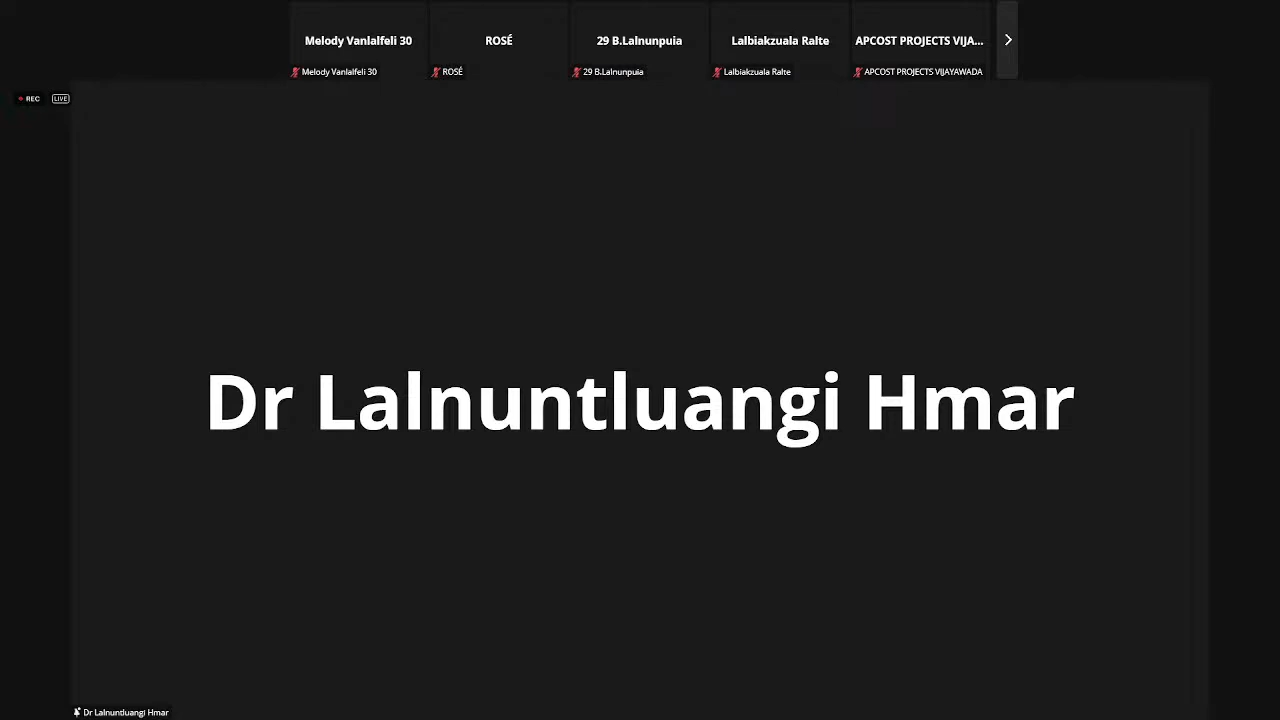 Melody Vanlalfeli 30
ROSÉ
29 B.Lalnunpuia
Lalbiakzuala Ralte
APCOST PROJECTS VIJA...
Melody Vanlalfeli 30
ROSÉ
29 B.Lalnunpuia
Lalbiakzuala Ralte
APCOST PROJECTS VIJAYAWADA
REC
LIVE
Dr Lalnuntluangi Hmar
Dr Lalnuntluangi Hmar